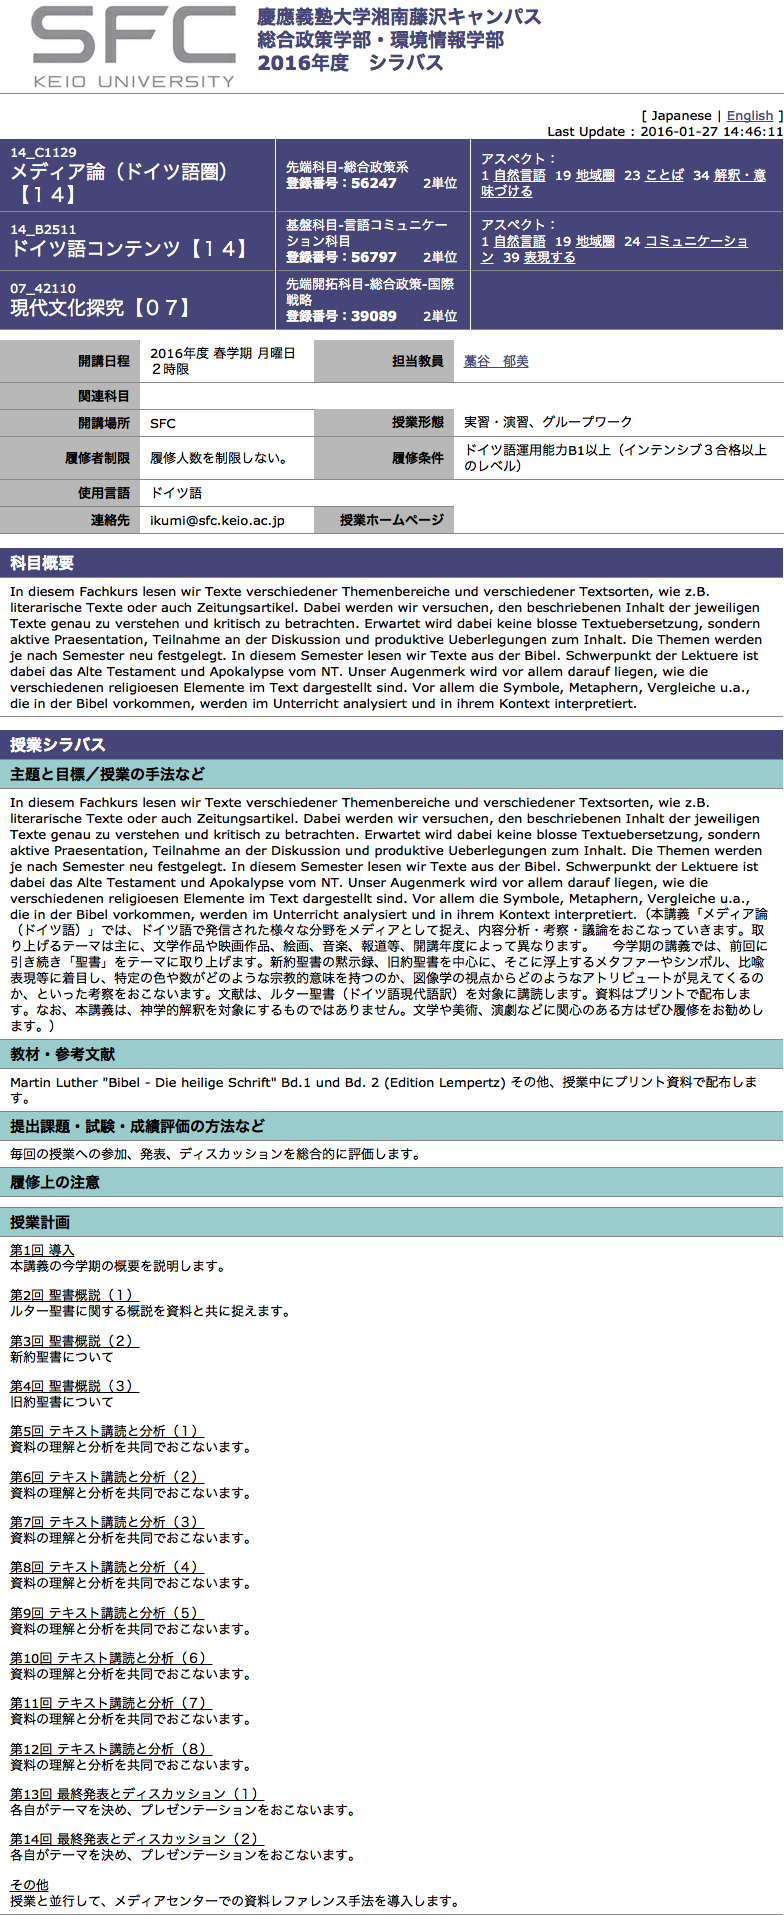 SFC
KEIO UNIVERSITY
慶應義塾大学湘南藤沢キャンパス
総合政策学部・環境情報学部
2016年度　シラバス
[ Japanese | English ]
Last Update : 2016-01-27 14:46:11
14_C1129
メディア論（ドイツ語圏）
【１４】
先端科目-総合政策系
登録番号：56247　　2単位
アスペクト：
1 自然言語 19 地域圏 23 ことば 34 解釈・意
味づける
14_B2511
ドイツ語コンテンツ【１４】
基盤科目-言語コミュニケー
ション科目
登録番号：56797　　2単位
アスペクト：
1 自然言語 19 地域圏 24 コミュニケーショ
ン 39 表現する
07_42110
現代文化探究【０７】
先端開拓科目-総合政策-国際
戦略
登録番号：39089　　2単位
開講日程
2016年度 春学期 月曜日
２時限
担当教員
藁谷　郁美
関連科目
開講場所
SFC
授業形態
実習・演習、グループワーク
履修者制限
履修人数を制限しない。
履修条件
ドイツ語運用能力B1以上（インテンシブ３合格以上
のレベル）
使用言語
ドイツ語
連絡先
ikumi@sfc.keio.ac.jp
授業ホームページ
科目概要
In diesem Fachkurs lesen wir Texte verschiedener Themenbereiche und verschiedener Textsorten, wie z.B.
literarische Texte oder auch Zeitungsartikel. Dabei werden wir versuchen, den beschriebenen Inhalt der jeweiligen
Texte genau zu verstehen und kritisch zu betrachten. Erwartet wird dabei keine blosse Textuebersetzung, sondern
aktive Praesentation, Teilnahme an der Diskussion und produktive Ueberlegungen zum Inhalt. Die Themen werden
je nach Semester neu festgelegt. In diesem Semester lesen wir Texte aus der Bibel. Schwerpunkt der Lektuere ist
dabei das Alte Testament und Apokalypse vom NT. Unser Augenmerk wird vor allem darauf liegen, wie die
verschiedenen religioesen Elemente im Text dargestellt sind. Vor allem die Symbole, Metaphern, Vergleiche u.a.,
die in der Bibel vorkommen, werden im Unterricht analysiert und in ihrem Kontext interpretiert.
授業シラバス
主題と目標／授業の手法など
In diesem Fachkurs lesen wir Texte verschiedener Themenbereiche und verschiedener Textsorten, wie z.B.
literarische Texte oder auch Zeitungsartikel. Dabei werden wir versuchen, den beschriebenen Inhalt der jeweiligen
Texte genau zu verstehen und kritisch zu betrachten. Erwartet wird dabei keine blosse Textuebersetzung, sondern
aktive Praesentation, Teilnahme an der Diskussion und produktive Ueberlegungen zum Inhalt. Die Themen werden
je nach Semester neu festgelegt. In diesem Semester lesen wir Texte aus der Bibel. Schwerpunkt der Lektuere ist
dabei das Alte Testament und Apokalypse vom NT. Unser Augenmerk wird vor allem darauf liegen, wie die
verschiedenen religioesen Elemente im Text dargestellt sind. Vor allem die Symbole, Metaphern, Vergleiche u.a.,
die in der Bibel vorkommen, werden im Unterricht analysiert und in ihrem Kontext interpretiert.（本講義「メディア論
（ドイツ語）」では、ドイツ語で発信された様々な分野をメディアとして捉え、内容分析・考察・議論をおこなっていきます。取
り上げるテーマは主に、文学作品や映画作品、絵画、音楽、報道等、開講年度によって異なります。　今学期の講義では、前回に
引き続き「聖書」をテーマに取り上げます。新約聖書の黙示録、旧約聖書を中心に、そこに浮上するメタファーやシンボル、比喩
表現等に着目し、特定の色や数がどのような宗教的意味を持つのか、図像学の視点からどのようなアトリビュートが見えてくるの
か、といった考察をおこないます。文献は、ルター聖書（ドイツ語現代語訳）を対象に講読します。資料はプリントで配布しま
す。なお、本講義は、神学的解釈を対象にするものではありません。文学や美術、演劇などに関心のある方はぜひ履修をお勧めし
ます。）
教材・参考文献
Martin Luther "Bibel - Die heilige Schrift" Bd.1 und Bd. 2 (Edition Lempertz) その他、授業中にプリント資料で配布しま
す。
提出課題・試験・成績評価の方法など
毎回の授業への参加、発表、ディスカッションを総合的に評価します。
履修上の注意
授業計画
第1回 導入
本講義の今学期の概要を説明します。
第2回 聖書概説（１）
ルター聖書に関する概説を資料と共に捉えます。
第3回 聖書概説（２）
新約聖書について
第4回 聖書概説（３）
旧約聖書について
第5回 テキスト講読と分析（１）
資料の理解と分析を共同でおこないます。
第6回 テキスト講読と分析（２）
資料の理解と分析を共同でおこないます。
第7回 テキスト講読と分析（３）
資料の理解と分析を共同でおこないます。
第8回 テキスト講読と分析（４）
資料の理解と分析を共同でおこないます。
第9回 テキスト講読と分析（５）
資料の理解と分析を共同でおこないます。
第10回 テキスト講読と分析（６）
資料の理解と分析を共同でおこないます。
第11回 テキスト講読と分析（７）
資料の理解と分析を共同でおこないます。
第12回 テキスト講読と分析（８）
資料の理解と分析を共同でおこないます。
第13回 最終発表とディスカッション（１）
各自がテーマを決め、プレゼンテーションをおこないます。
第14回 最終発表とディスカッション（２）
各自がテーマを決め、プレゼンテーションをおこないます。
その他
授業と並行して、メディアセンターでの資料レファレンス手法を導入します。